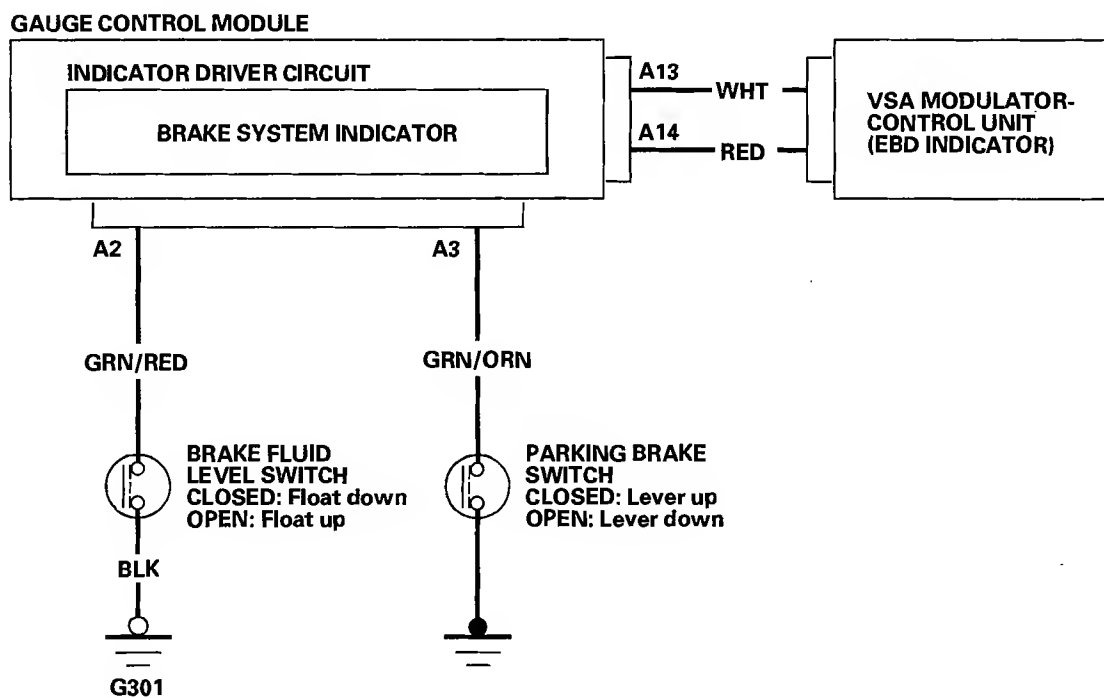 GAUGE CONTROL MODULE
INDICATOR DRIVER CIRCUIT
BRAKE SYSTEM INDICATOR
A13
WHT
A14
RED
VSA MODULATOR-
CONTROL UNIT
(EBD INDICATOR)
A2
A3
GRN/RED
GRN/ORN
BRAKE FLUID
LEVEL SWITCH
CLOSED: Float down
OPEN: Float up
PARKING BRAKE
SWITCH
CLOSED: Lever up
OPEN: Lever down
BLK
G301